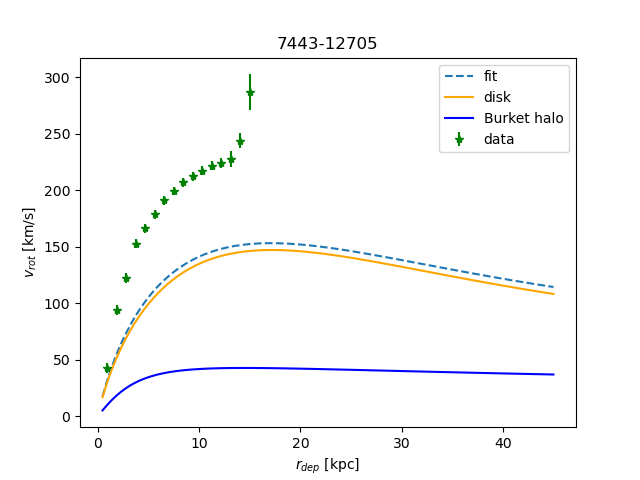 7443-12705
300
250
200
150
100
50
0
v_rot [km/s]
fit
disk
Burket halo
data
0 10 20 30 40
r_dep [kpc]